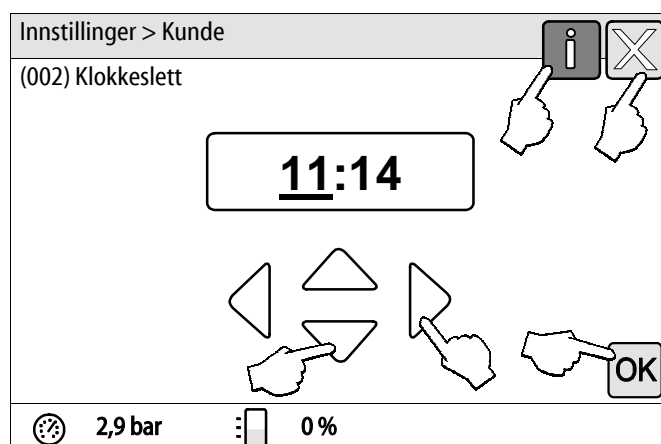 Innstillinger > Kunde
i X
(002) Klokkeslett
11:14
OK
2,9 bar 0 %